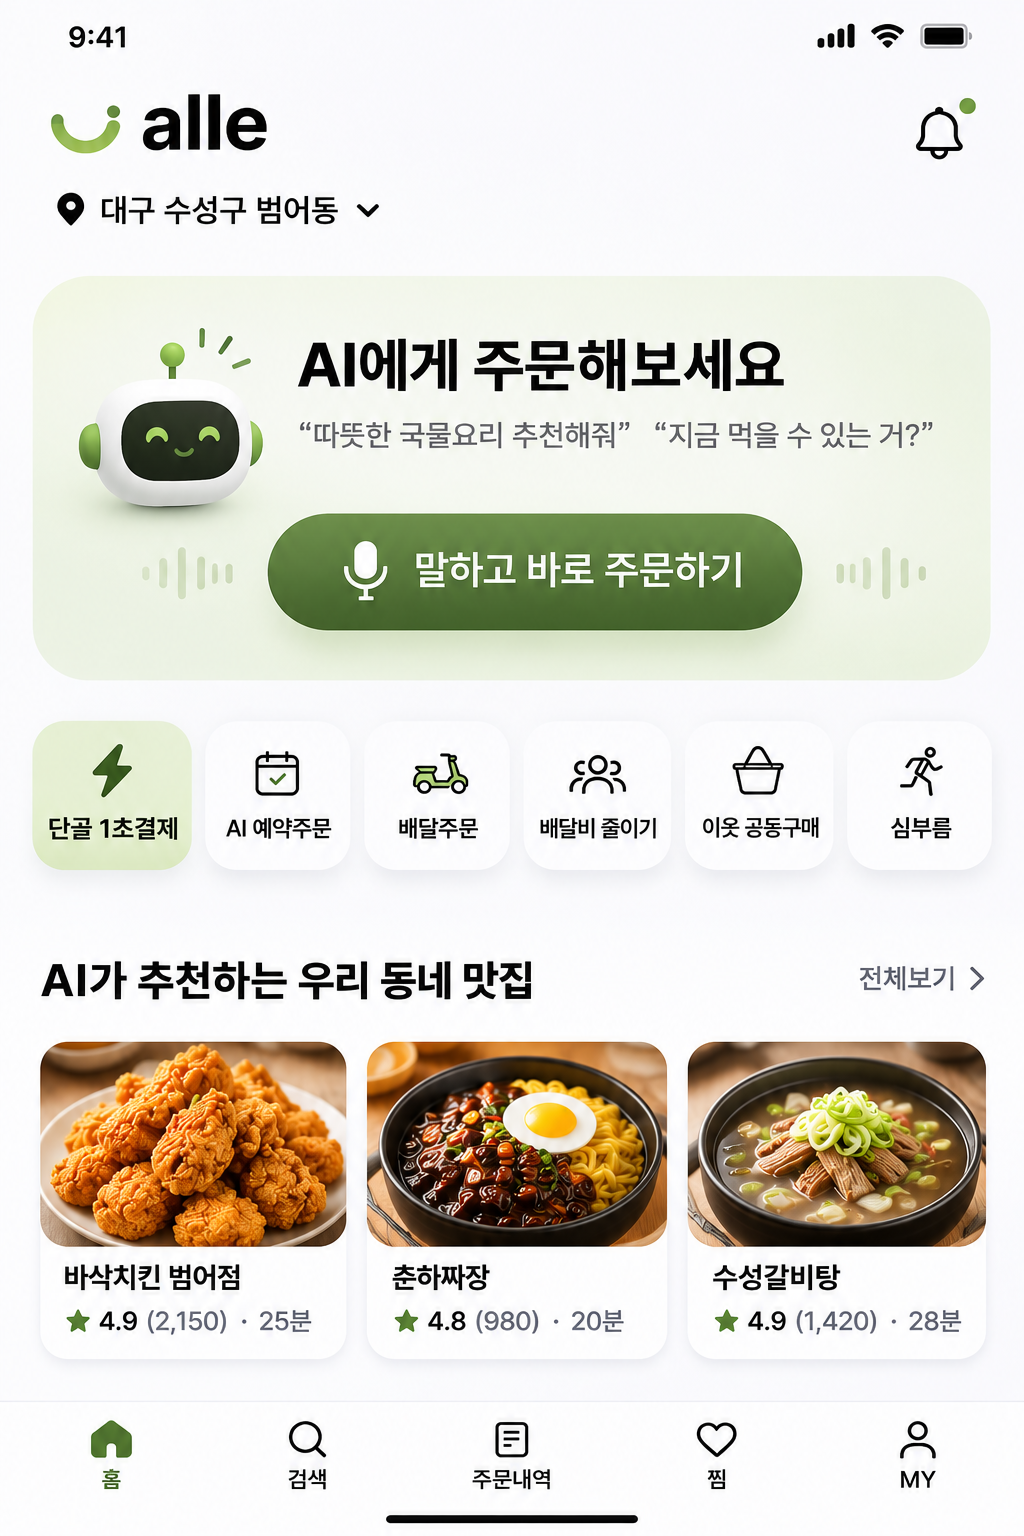 9:41
alle
대구 수성구 범어동
AI에게 주문해보세요
“따뜻한 국물요리 추천해줘” “지금 먹을 수 있는 거?”
말하고 바로 주문하기
단골 1초결제
AI 예약주문
배달주문
배달비 줄이기
이웃 공동구매
심부름
AI가 추천하는 우리 동네 맛집
전체보기
바삭치킨 범어점
4.9 (2,150) · 25분
춘하짜장
4.8 (980) · 20분
수성갈비탕
4.9 (1,420) · 28분
홈
검색
주문내역
찜
MY